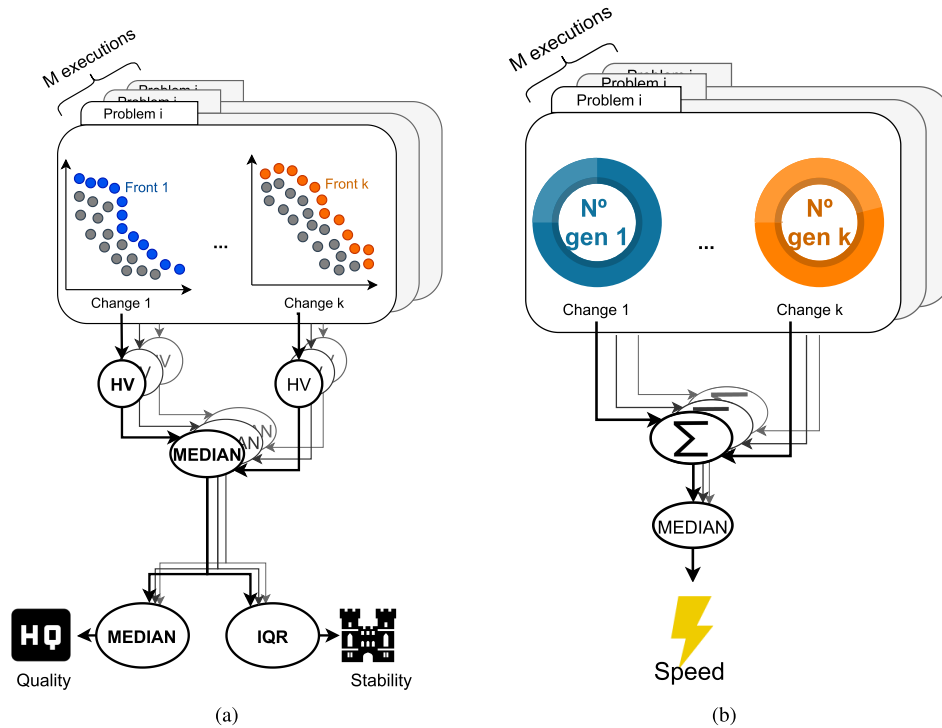 M executions
Problem i
Problem i
Problem i
Front 1
Front k
...
Change 1
Change k
HV
HV
MEDIAN
MEDIAN
IQR
HQ
Quality
Stability
(a)
M executions
Problem i
Problem i
Problem i
Nº
gen 1
...
Nº
gen k
Change 1
Change k
Σ
MEDIAN
Speed
(b)